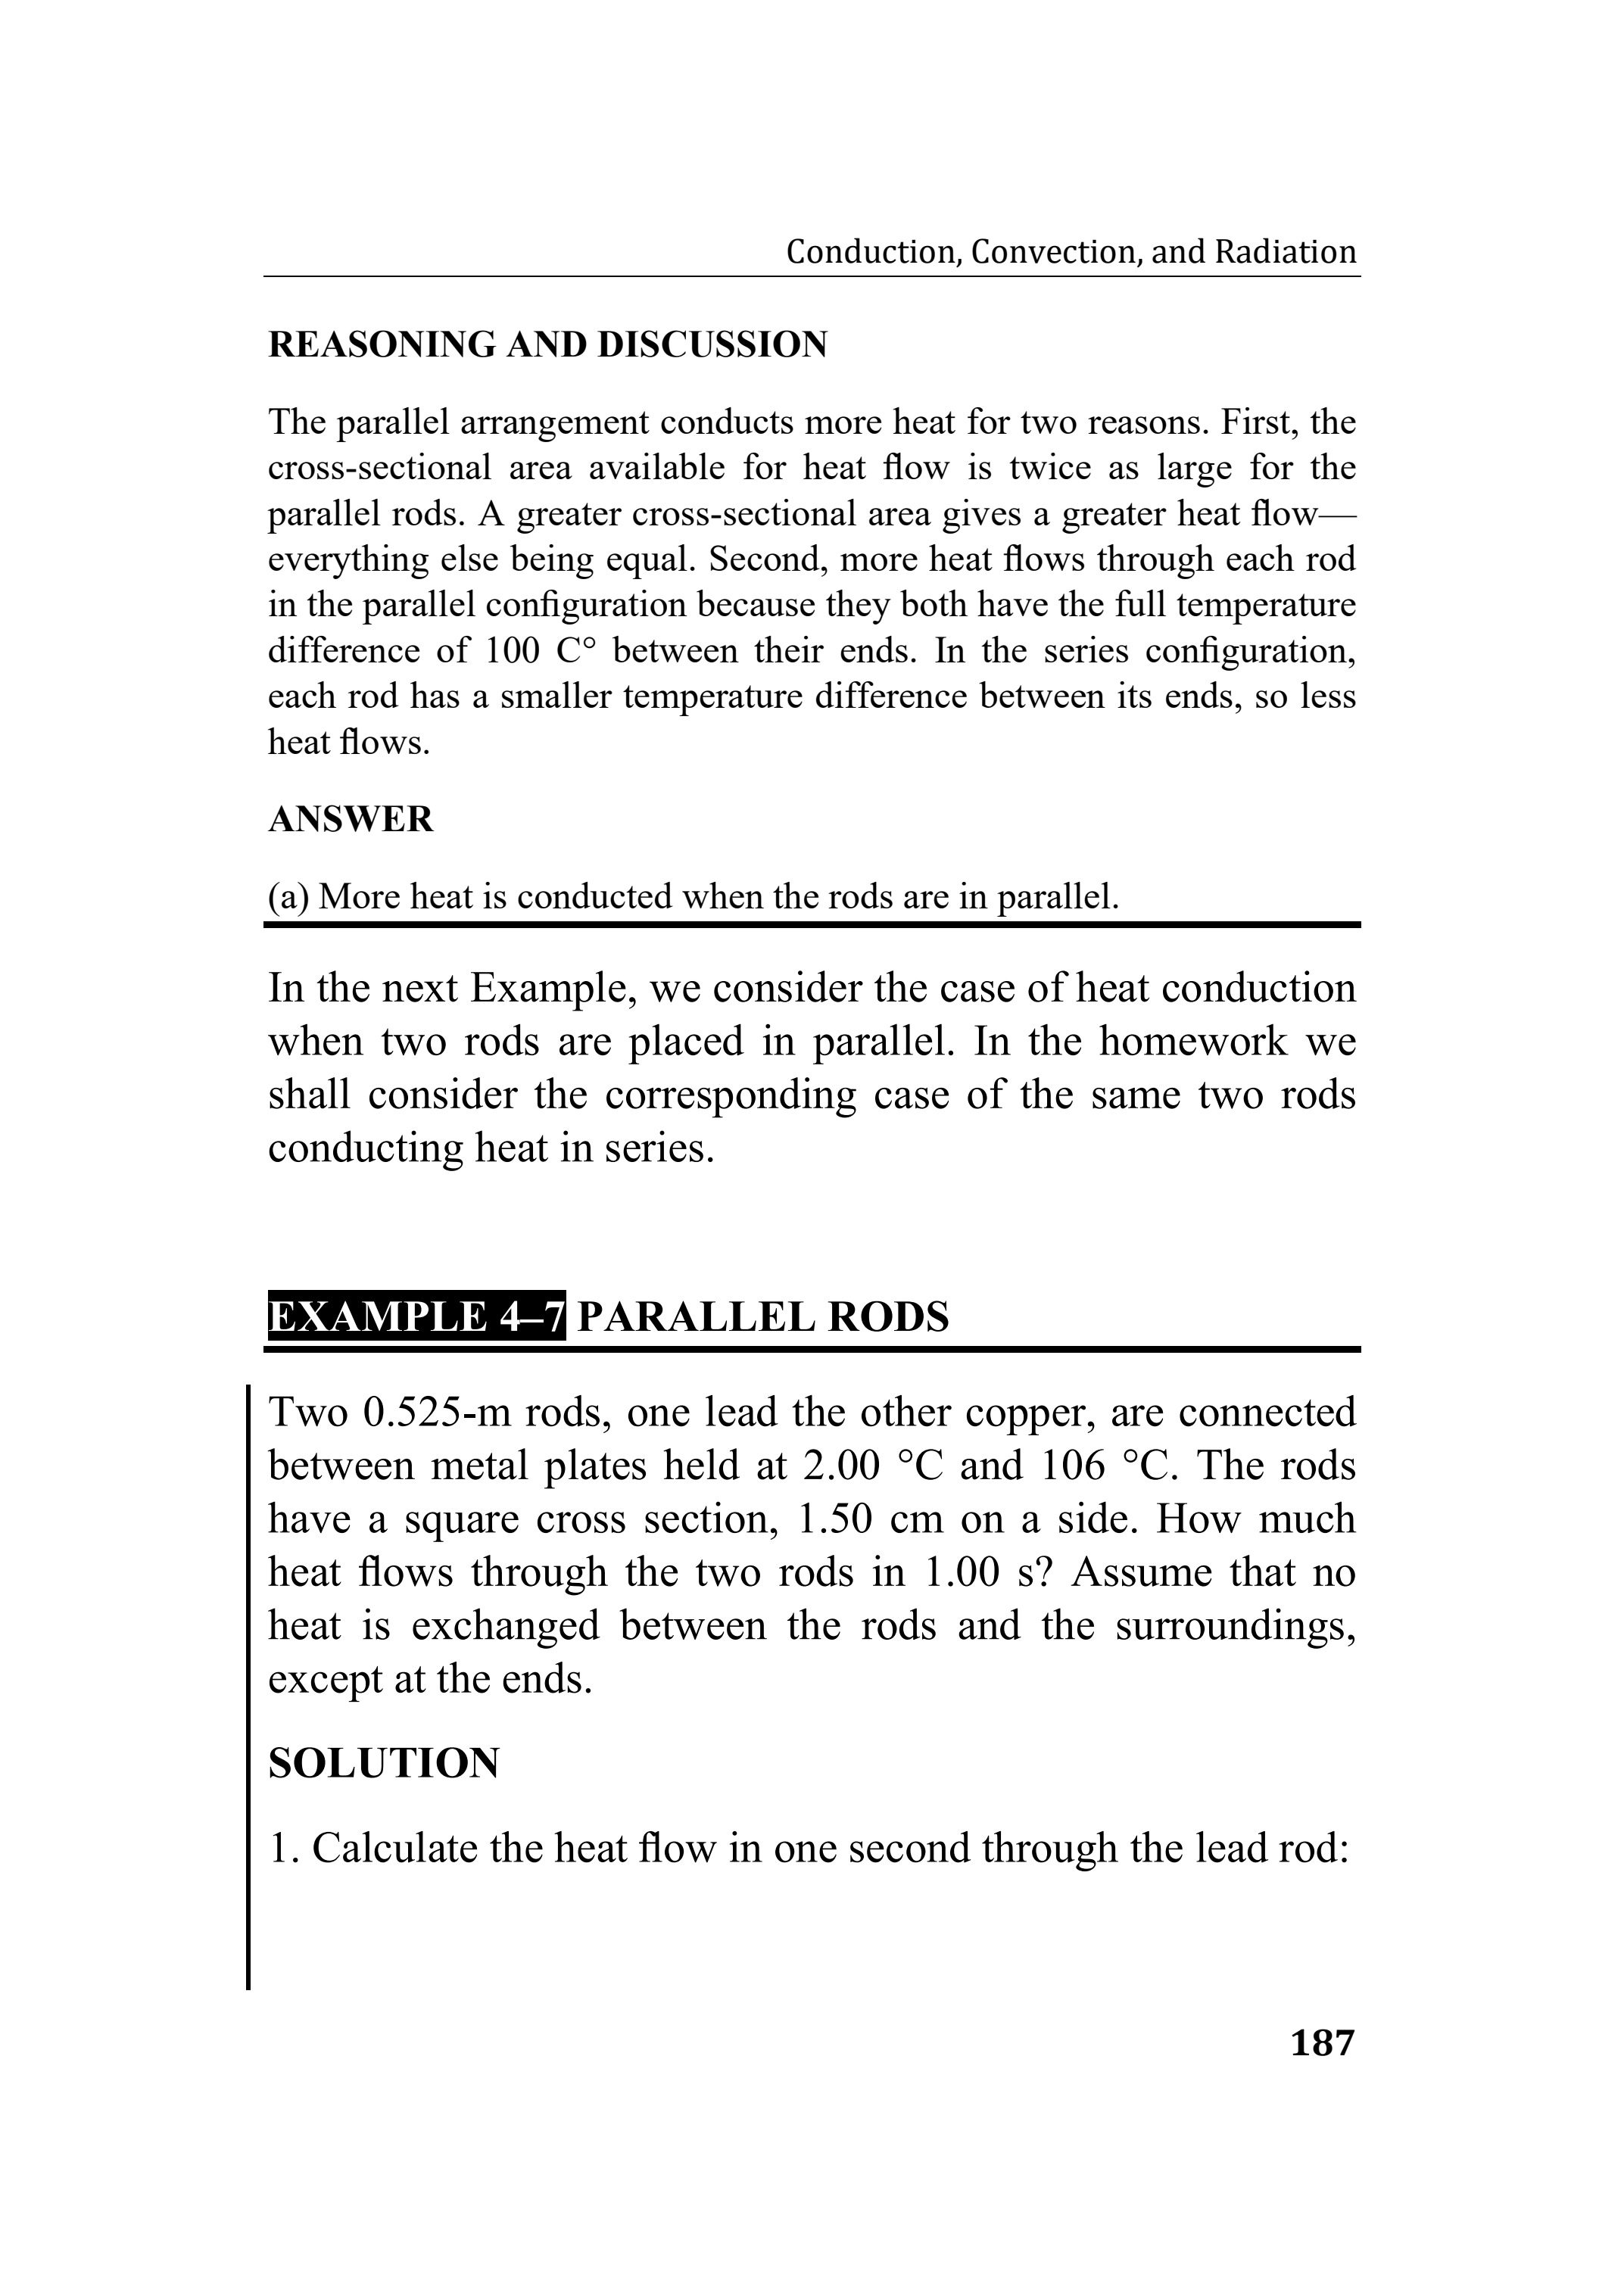 Conduction, Convection, and Radiation
REASONING AND DISCUSSION
The parallel arrangement conducts more heat for two reasons. First, the
cross-sectional area available for heat flow is twice as large for the
parallel rods. A greater cross-sectional area gives a greater heat flow—
everything else being equal. Second, more heat flows through each rod
in the parallel configuration because they both have the full temperature
difference of 100 C° between their ends. In the series configuration,
each rod has a smaller temperature difference between its ends, so less
heat flows.
ANSWER
(a) More heat is conducted when the rods are in parallel.
In the next Example, we consider the case of heat conduction
when two rods are placed in parallel. In the homework we
shall consider the corresponding case of the same two rods
conducting heat in series.
EXAMPLE 4–7 PARALLEL RODS
Two 0.525-m rods, one lead the other copper, are connected
between metal plates held at 2.00 °C and 106 °C. The rods
have a square cross section, 1.50 cm on a side. How much
heat flows through the two rods in 1.00 s? Assume that no
heat is exchanged between the rods and the surroundings,
except at the ends.
SOLUTION
1. Calculate the heat flow in one second through the lead rod:
187